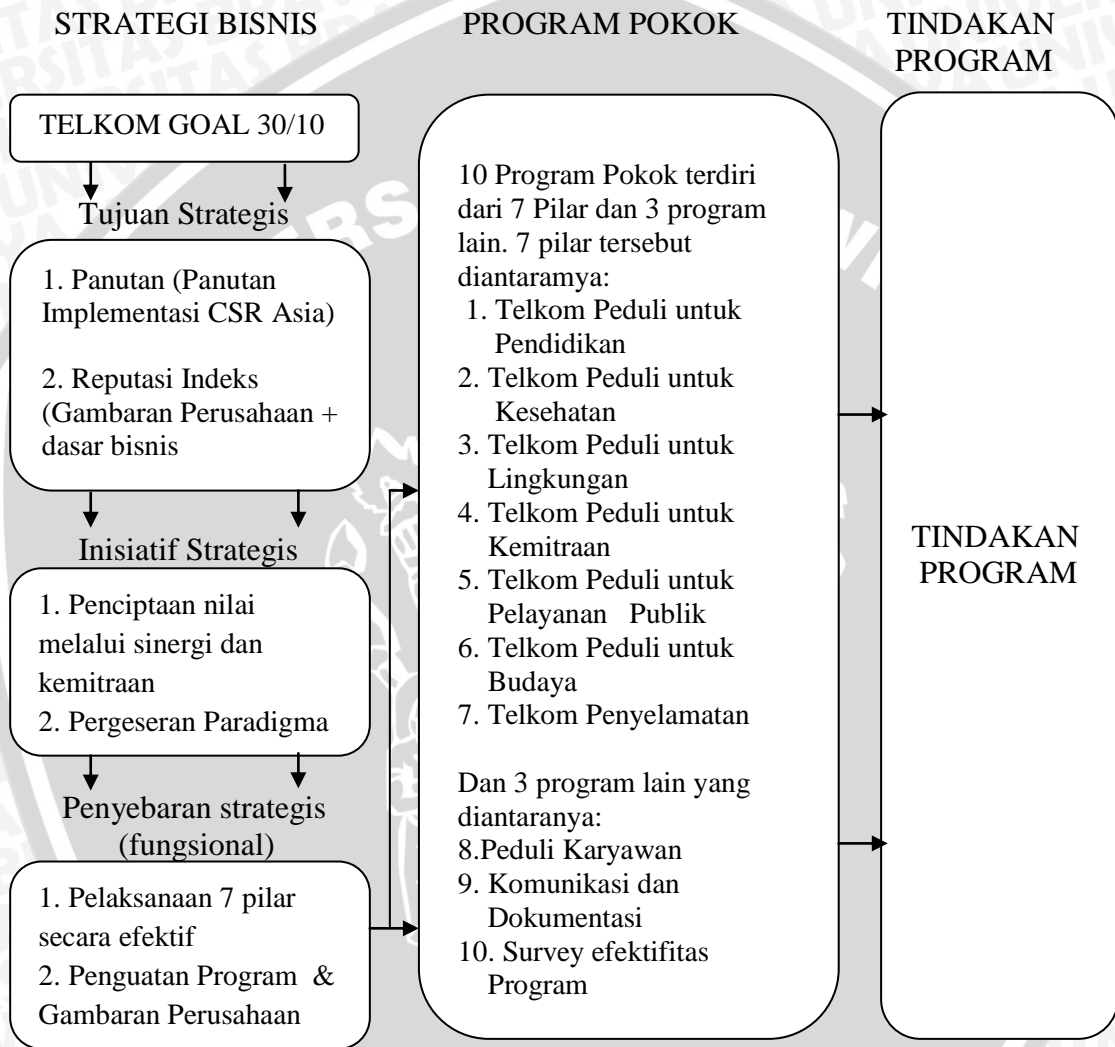 STRATEGI BISNIS
TELKOM GOAL 30/10
Tujuan Strategis
1. Panutan (Panutan
Implementasi CSR Asia)
2. Reputasi Indeks
(Gambaran Perusahaan +
dasar bisnis
Inisiatif Strategis
1. Penciptaan nilai
melalui sinergi dan
kemitraan
2. Pergeseran Paradigma
Penyebaran strategis
(fungsional)
1. Pelaksanaan 7 pilar
secara efektif
2. Penguatan Program &
Gambaran Perusahaan
PROGRAM POKOK
10 Program Pokok terdiri
dari 7 Pilar dan 3 program
lain. 7 pilar tersebut
diantaramya:
1. Telkom Peduli untuk
Pendidikan
2. Telkom Peduli untuk
Kesehatan
3. Telkom Peduli untuk
Lingkungan
4. Telkom Peduli untuk
Kemitraan
5. Telkom Peduli untuk
Pelayanan Publik
6. Telkom Peduli untuk
Budaya
7. Telkom Penyelamatan
Dan 3 program lain yang
diantaranya:
8.Peduli Karyawan
9. Komunikasi dan
Dokumentasi
10. Survey efektifitas
Program
TINDAKAN
PROGRAM
TINDAKAN
PROGRAM